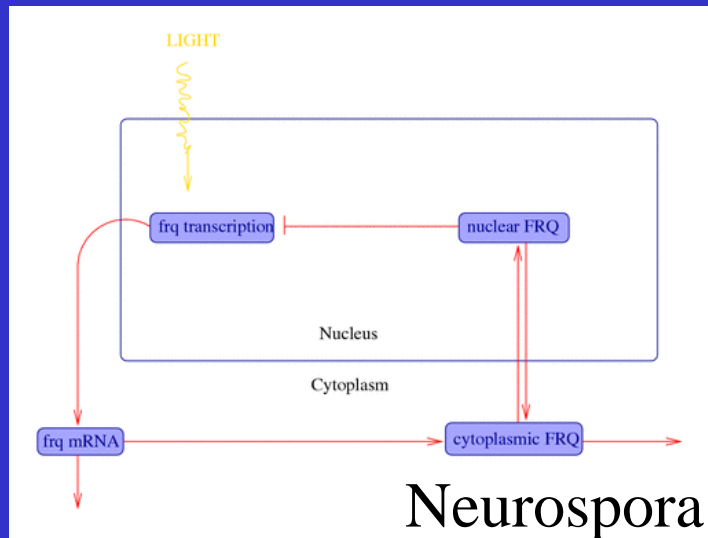 LIGHT
frq transcription
nuclear FRQ
Nucleus
Cytoplasm
frq mRNA
cytoplasmic FRQ
Neurospora